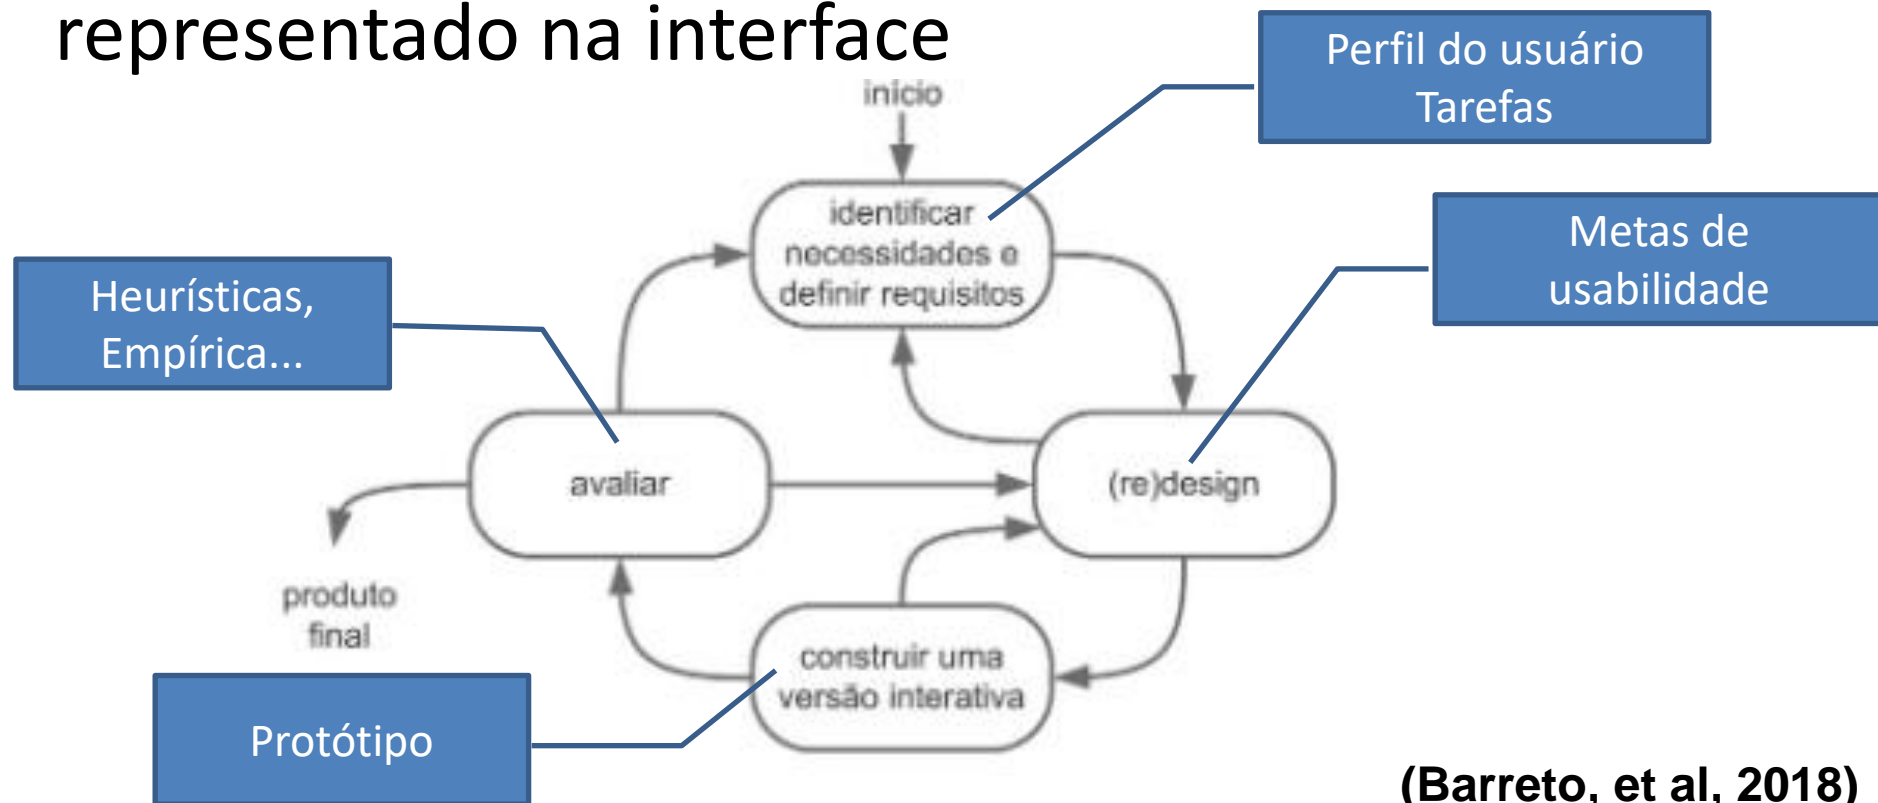 representado na interface
Perfil do usuário
Tarefas
início
identificar
necessidades e
definir requisitos
Metas de
usabilidade
Heurísticas,
Empírica...
avaliar
(re)design
produto
final
construir uma
versão interativa
Protótipo
(Barreto, et al, 2018)